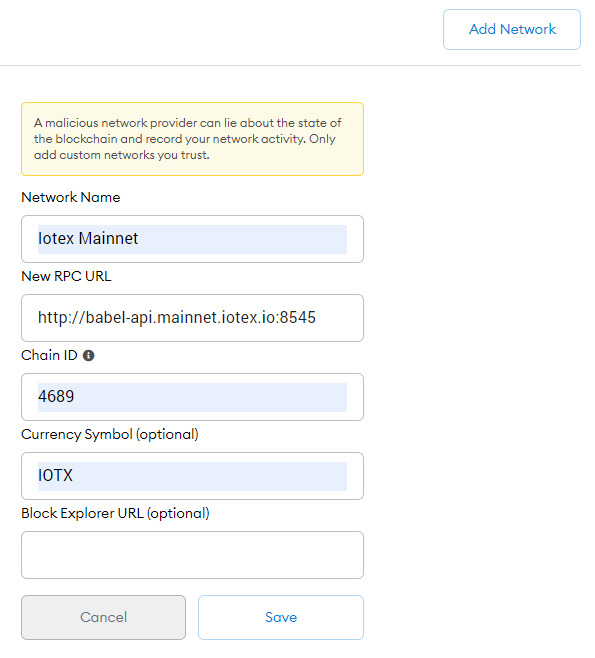 Add Network
A malicious network provider can lie about the state of
the blockchain and record your network activity. Only
add custom networks you trust.
Network Name
Iotex Mainnet
New RPC URL
http://babel-api.mainnet.iotex.io:8545
Chain ID
4689
Currency Symbol (optional)
IOTX
Block Explorer URL (optional)
Cancel
Save